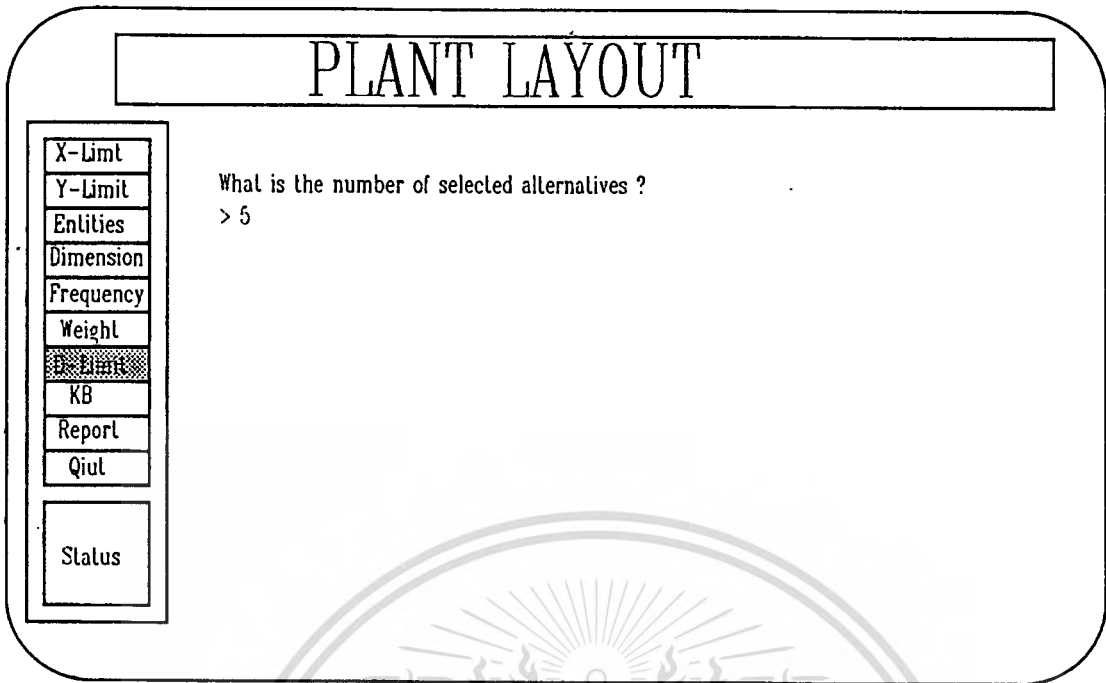 PLANT LAYOUT
X-Limt
Y-Limit
Entities
Dimension
Frequency
Weight
D-Limit
KB
Report
Qiut
Status
What is the number of selected alternatives ?
> 5